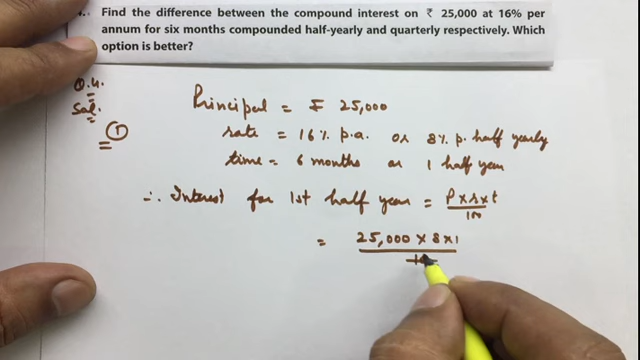 Find the difference between the compound interest on ₹ 25,000 at 16% per
annum for six months compounded half-yearly and quarterly respectively. Which
option is better?
Q.4.
Sol.
①
Principal = ₹ 25,000
rate = 16% p.a. or 8% p. half yearly
time = 6 months or 1 half year
∴ Interest for 1st half year = P x r x t
100
= 25,000 x 8 x 1